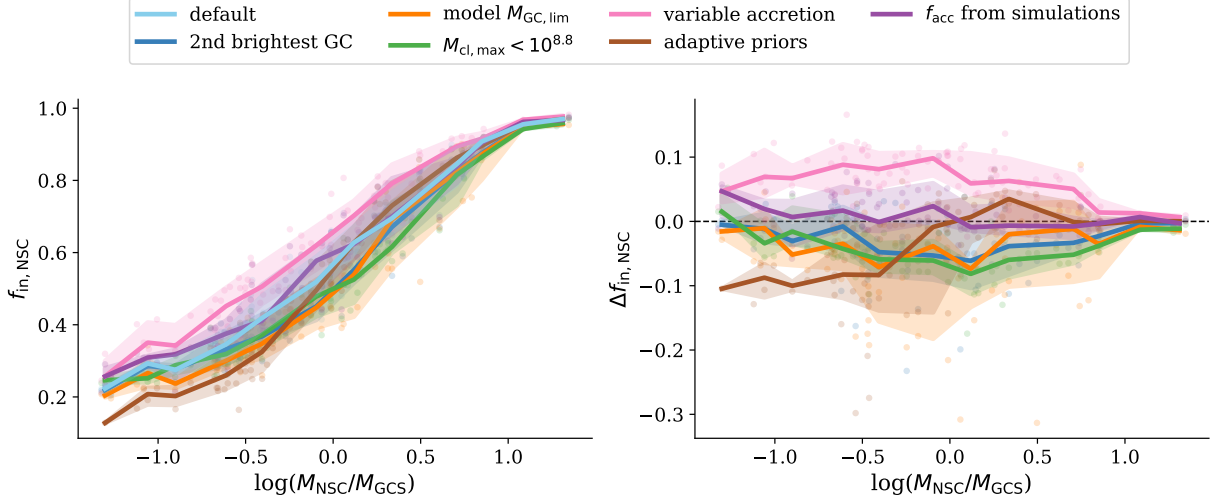 default
2nd brightest GC
model M_GC, lim
M_cl, max < 10^8.8
variable accretion
adaptive priors
f_acc from simulations
1.0
0.8
0.6
0.4
0.2
f_in, NSC
−1.0 −0.5 0.0 0.5 1.0
log(M_NSC/M_GCS)
0.1
0.0
−0.1
−0.2
−0.3
Δf_in, NSC
−1.0 −0.5 0.0 0.5 1.0
log(M_NSC/M_GCS)